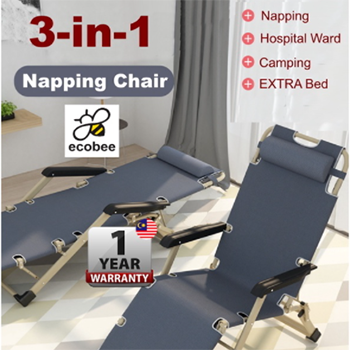 3-in-1
Napping Chair
Napping
Hospital Ward
Camping
EXTRA Bed
ecobee
1
YEAR
WARRANTY